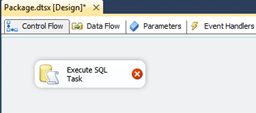 Package.dtsx [Design]*
Control Flow Data Flow Parameters Event Handlers
Execute SQL
Task